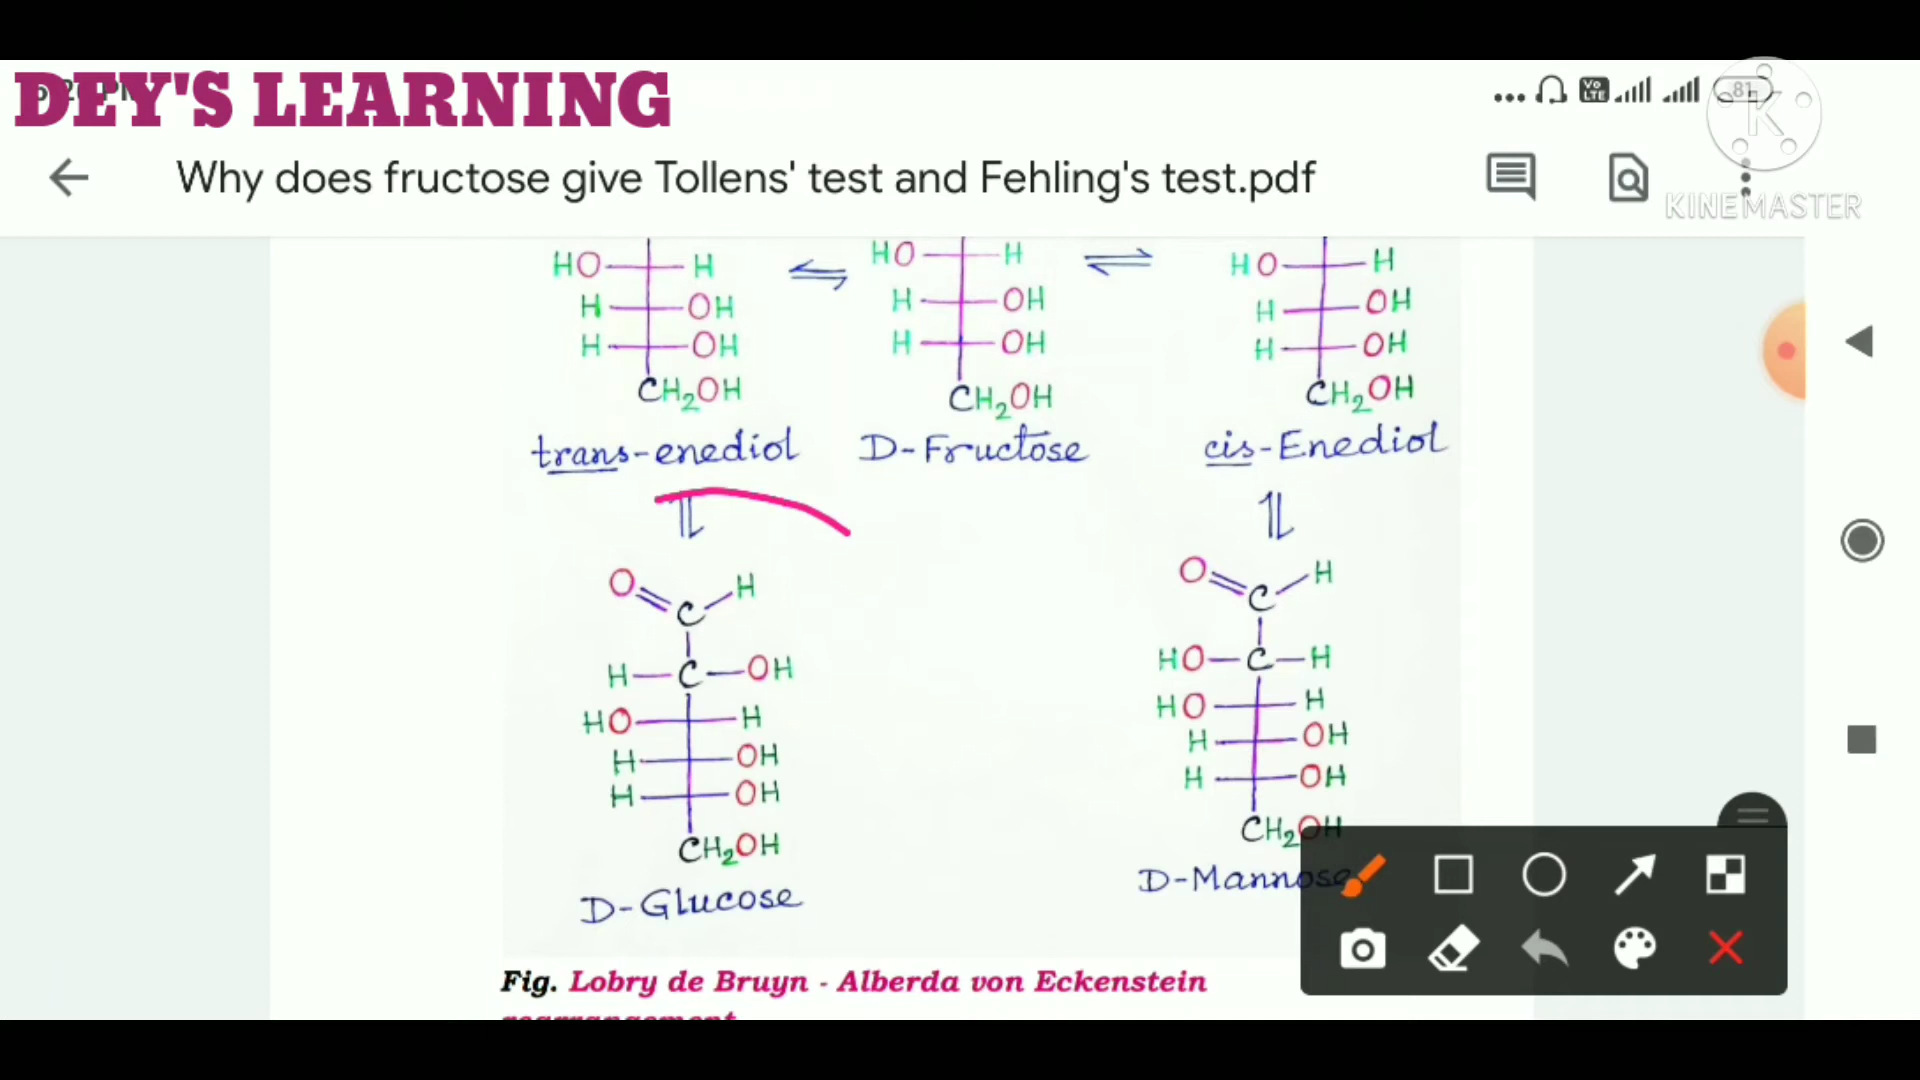 DEY'S LEARNING
81
Why does fructose give Tollens' test and Fehling's test.pdf
KINEMASTER
HO H HO H HO H
H OH H OH H OH
H OH H OH H OH
CH2OH CH2OH CH2OH
trans-enediol D-Fructose cis-Enediol
O H O H
C C
H-C-OH HO-C-H
HO H HO H
H OH H OH
H OH H OH
CH2OH CH2OH
D-Glucose D-Mannose
Fig. Lobry de Bruyn - Alberda von Eckenstein
rearrangement